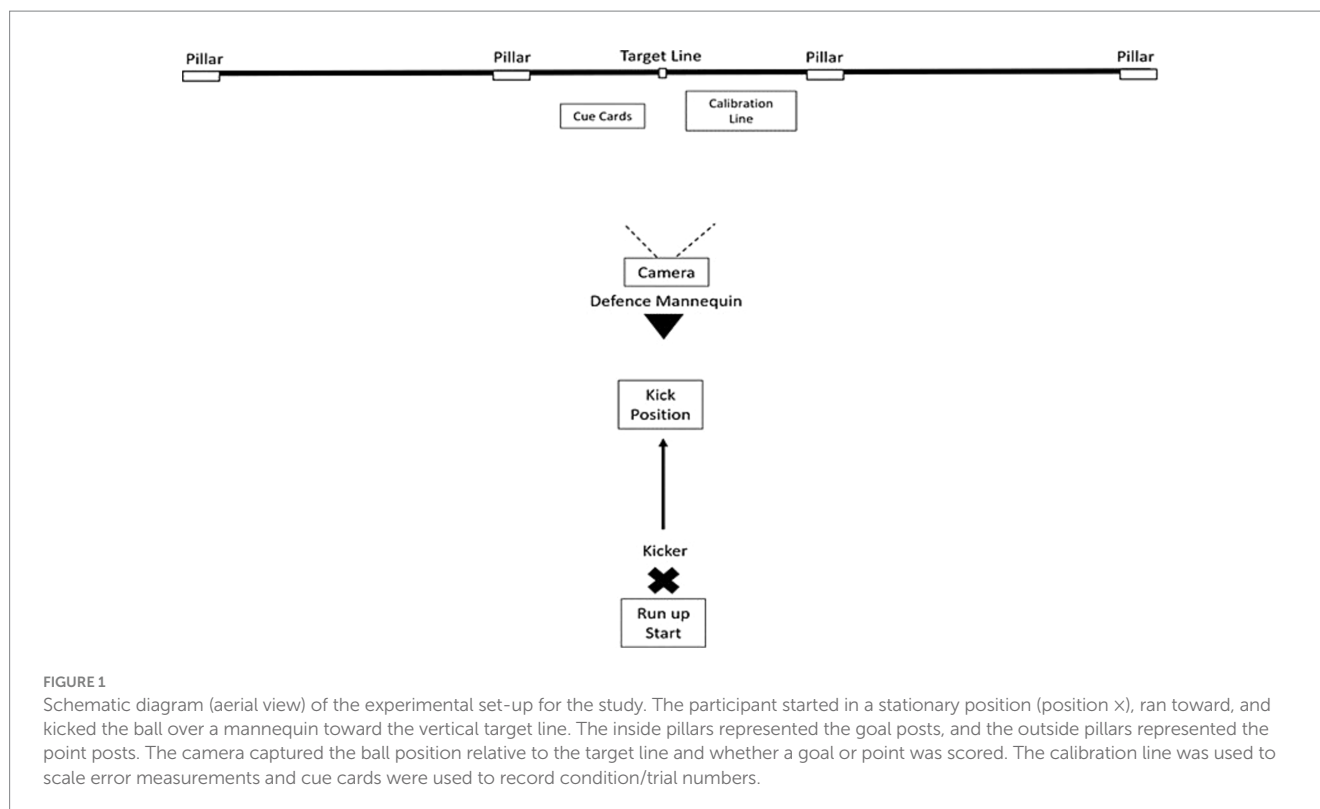 Pillar Pillar Target Line Pillar Pillar
Cue Cards
Calibration
Line
Camera
Defence Mannequin
Kick
Position
Kicker
Run up
Start
FIGURE 1
Schematic diagram (aerial view) of the experimental set-up for the study. The participant started in a stationary position (position ×), ran toward, and
kicked the ball over a mannequin toward the vertical target line. The inside pillars represented the goal posts, and the outside pillars represented the
point posts. The camera captured the ball position relative to the target line and whether a goal or point was scored. The calibration line was used to
scale error measurements and cue cards were used to record condition/trial numbers.